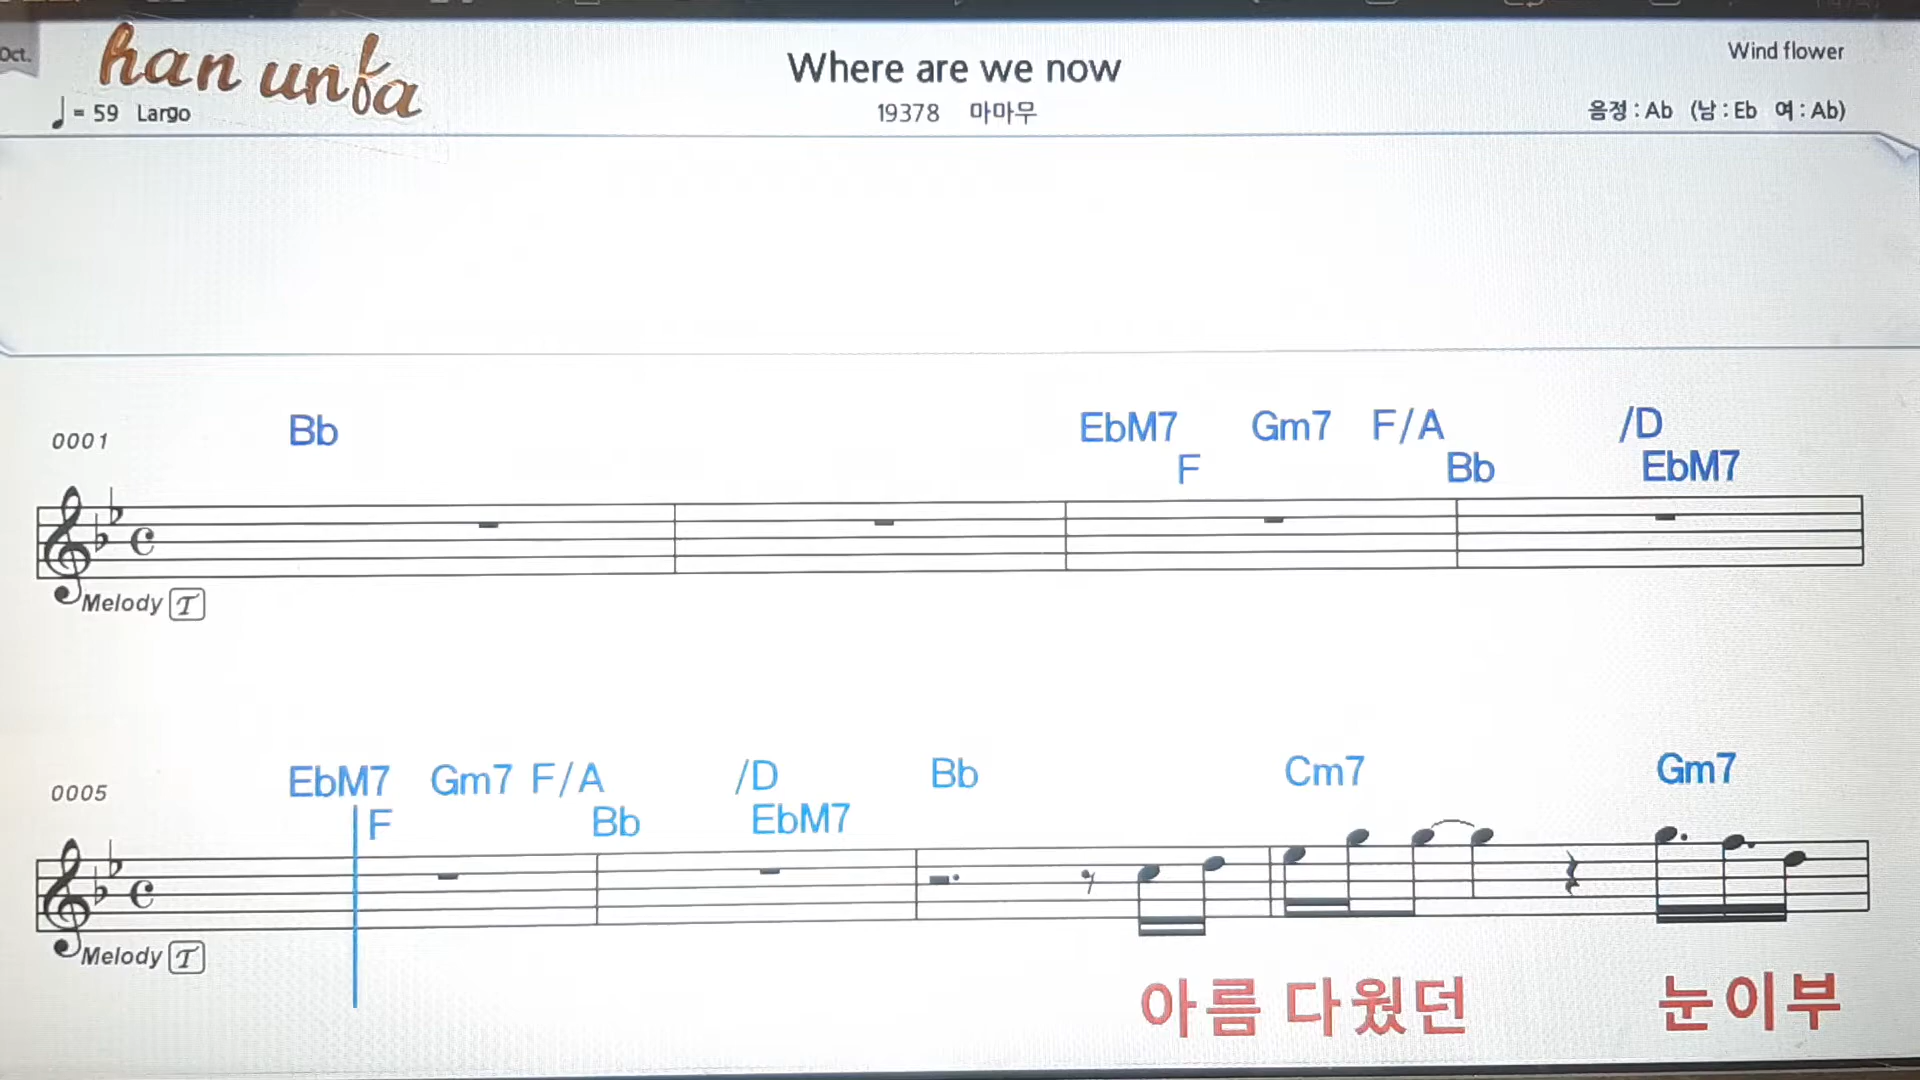 Oct.
han unfa
Where are we now
Wind flower
= 59 Largo
19378 마마무
음정 : Ab (남 : Eb 여 : Ab)
0001
Bb EbM7 Gm7 F/A /D
F Bb EbM7
Melody T
0005
EbM7 Gm7 F/A /D Bb Cm7 Gm7
F Bb EbM7
Melody T
아름 다웠던 눈이부